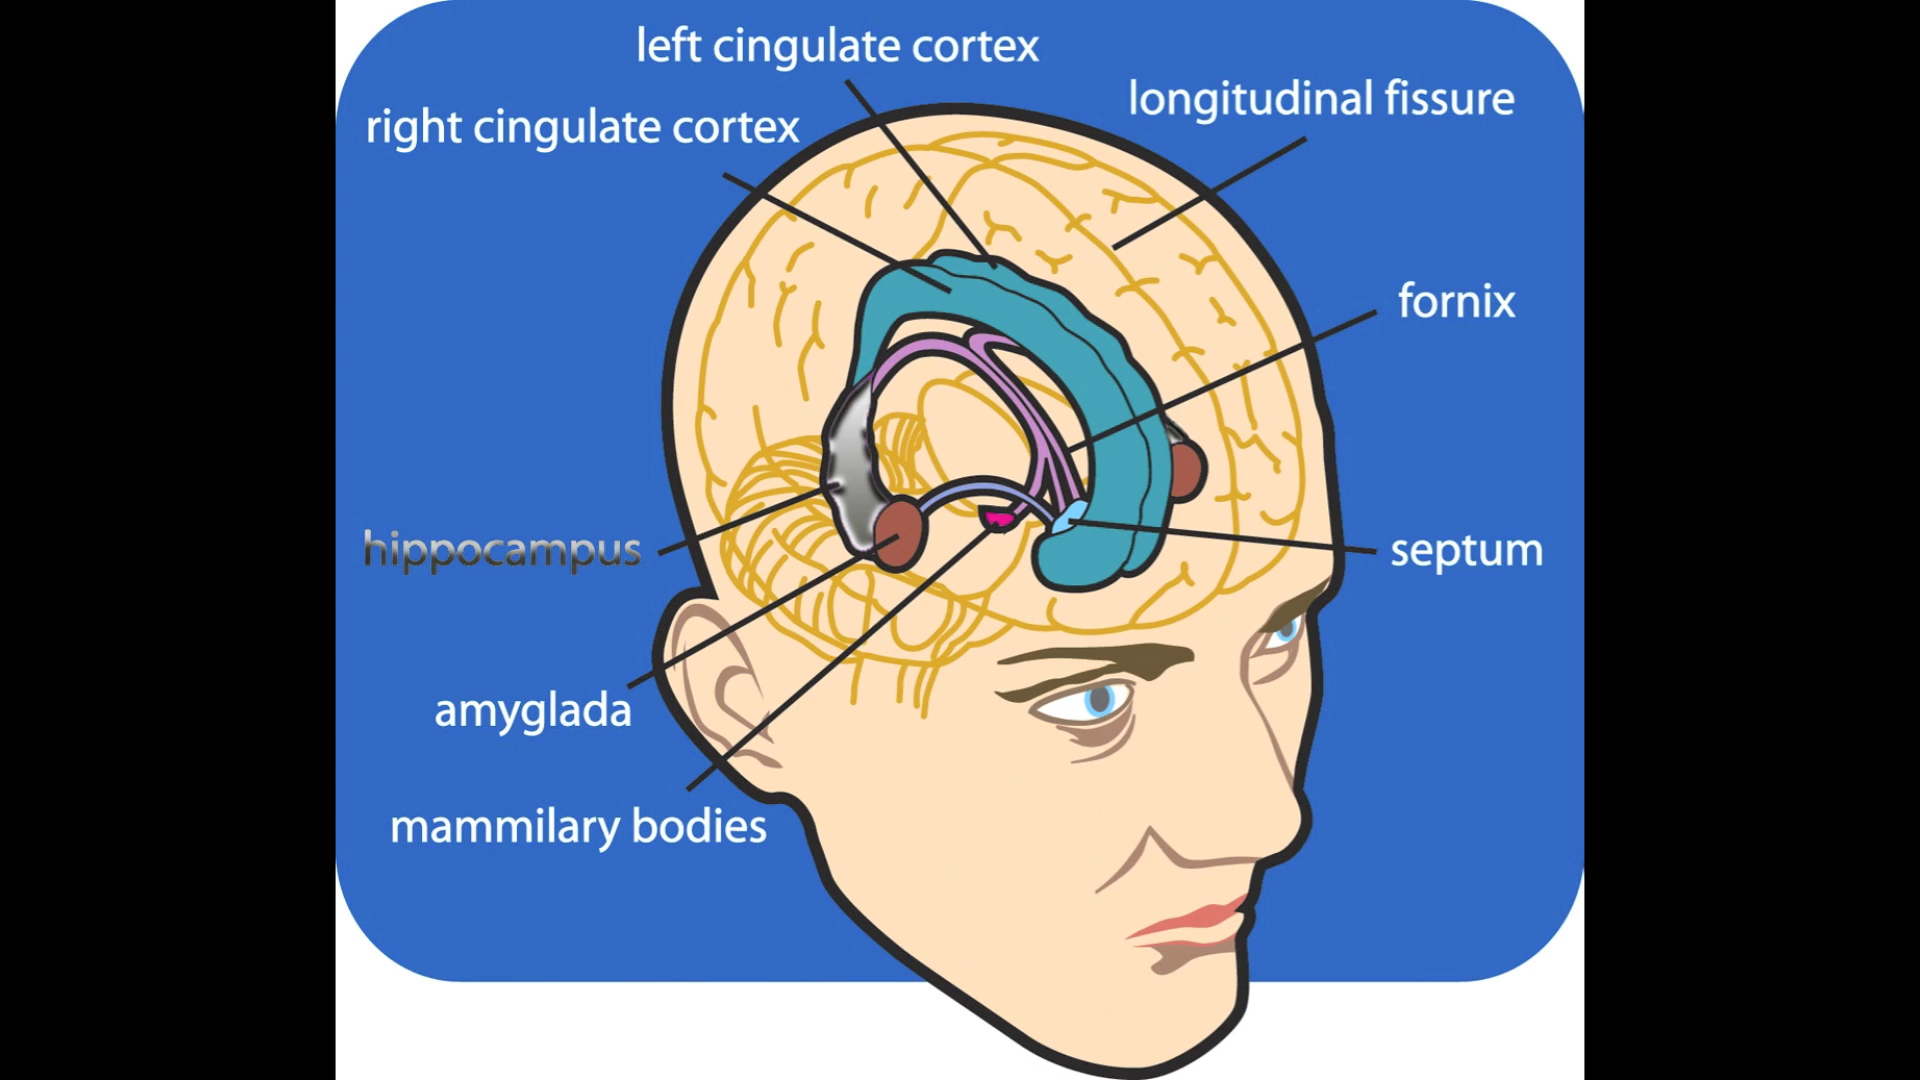 left cingulate cortex
longitudinal fissure
right cingulate cortex
fornix
hippocampus
septum
amyglada
mammilary bodies